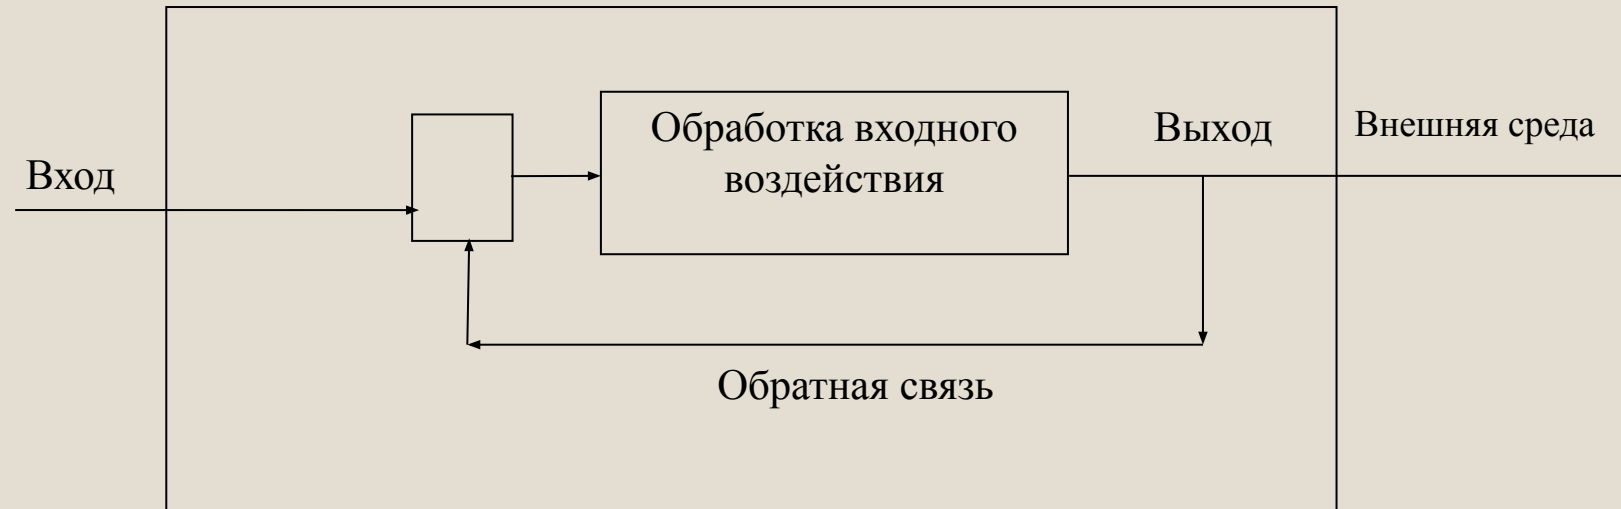 Обработка входного
воздействия
Выход
Внешняя среда
Вход
Обратная связь